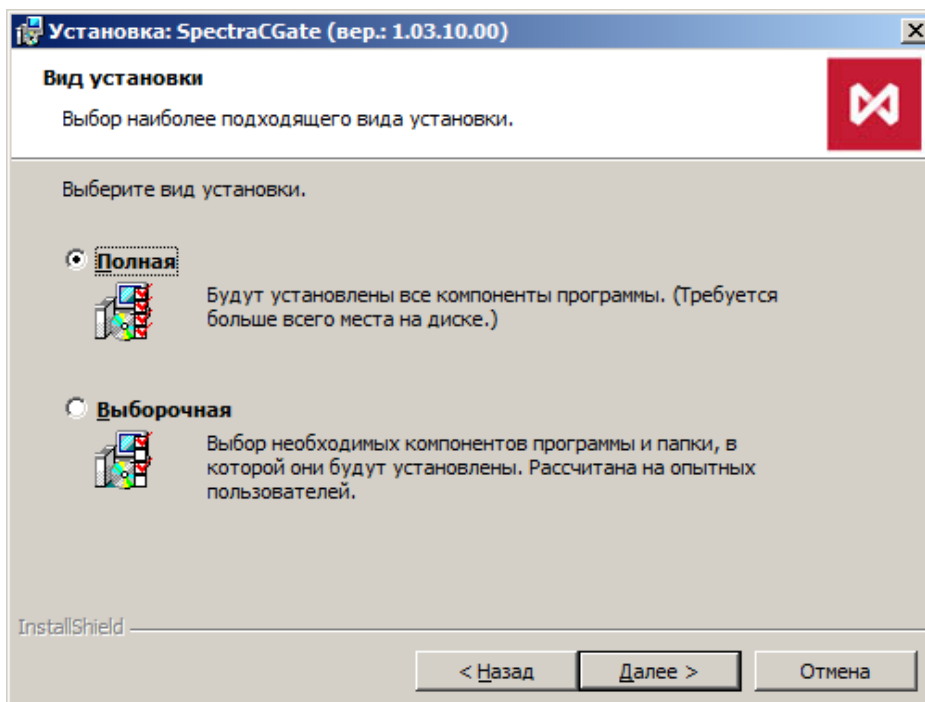 Установка: SpectraCGate (вер.: 1.03.10.00)
Вид установки
Выбор наиболее подходящего вида установки.
Выберите вид установки.
Полная
Будут установлены все компоненты программы. (Требуется
больше всего места на диске.)
Выборочная
Выбор необходимых компонентов программы и папки, в
которой они будут установлены. Рассчитана на опытных
пользователей.
InstallShield
< Назад
Далее >
Отмена